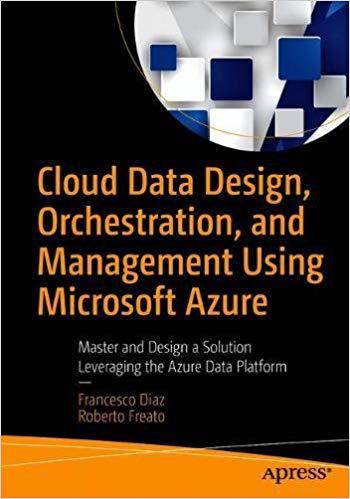 Cloud Data Design,
Orchestration, and
Management Using
Microsoft Azure
Master and Design a Solution
Leveraging the Azure Data Platform
—
Francesco Diaz
Roberto Freato
Apress®